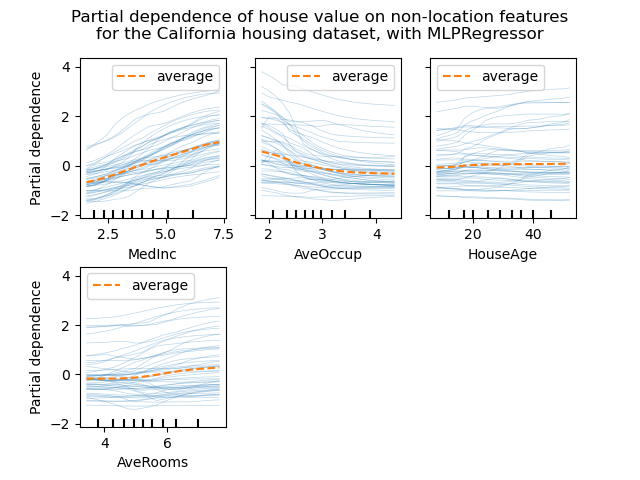 Partial dependence of house value on non-location features
for the California housing dataset, with MLPRegressor
4
2
0
−2
Partial dependence
average
2.5
5.0
7.5
MedInc
average
2
3
4
AveOccup
average
20
40
HouseAge
4
2
0
−2
Partial dependence
average
4
6
AveRooms